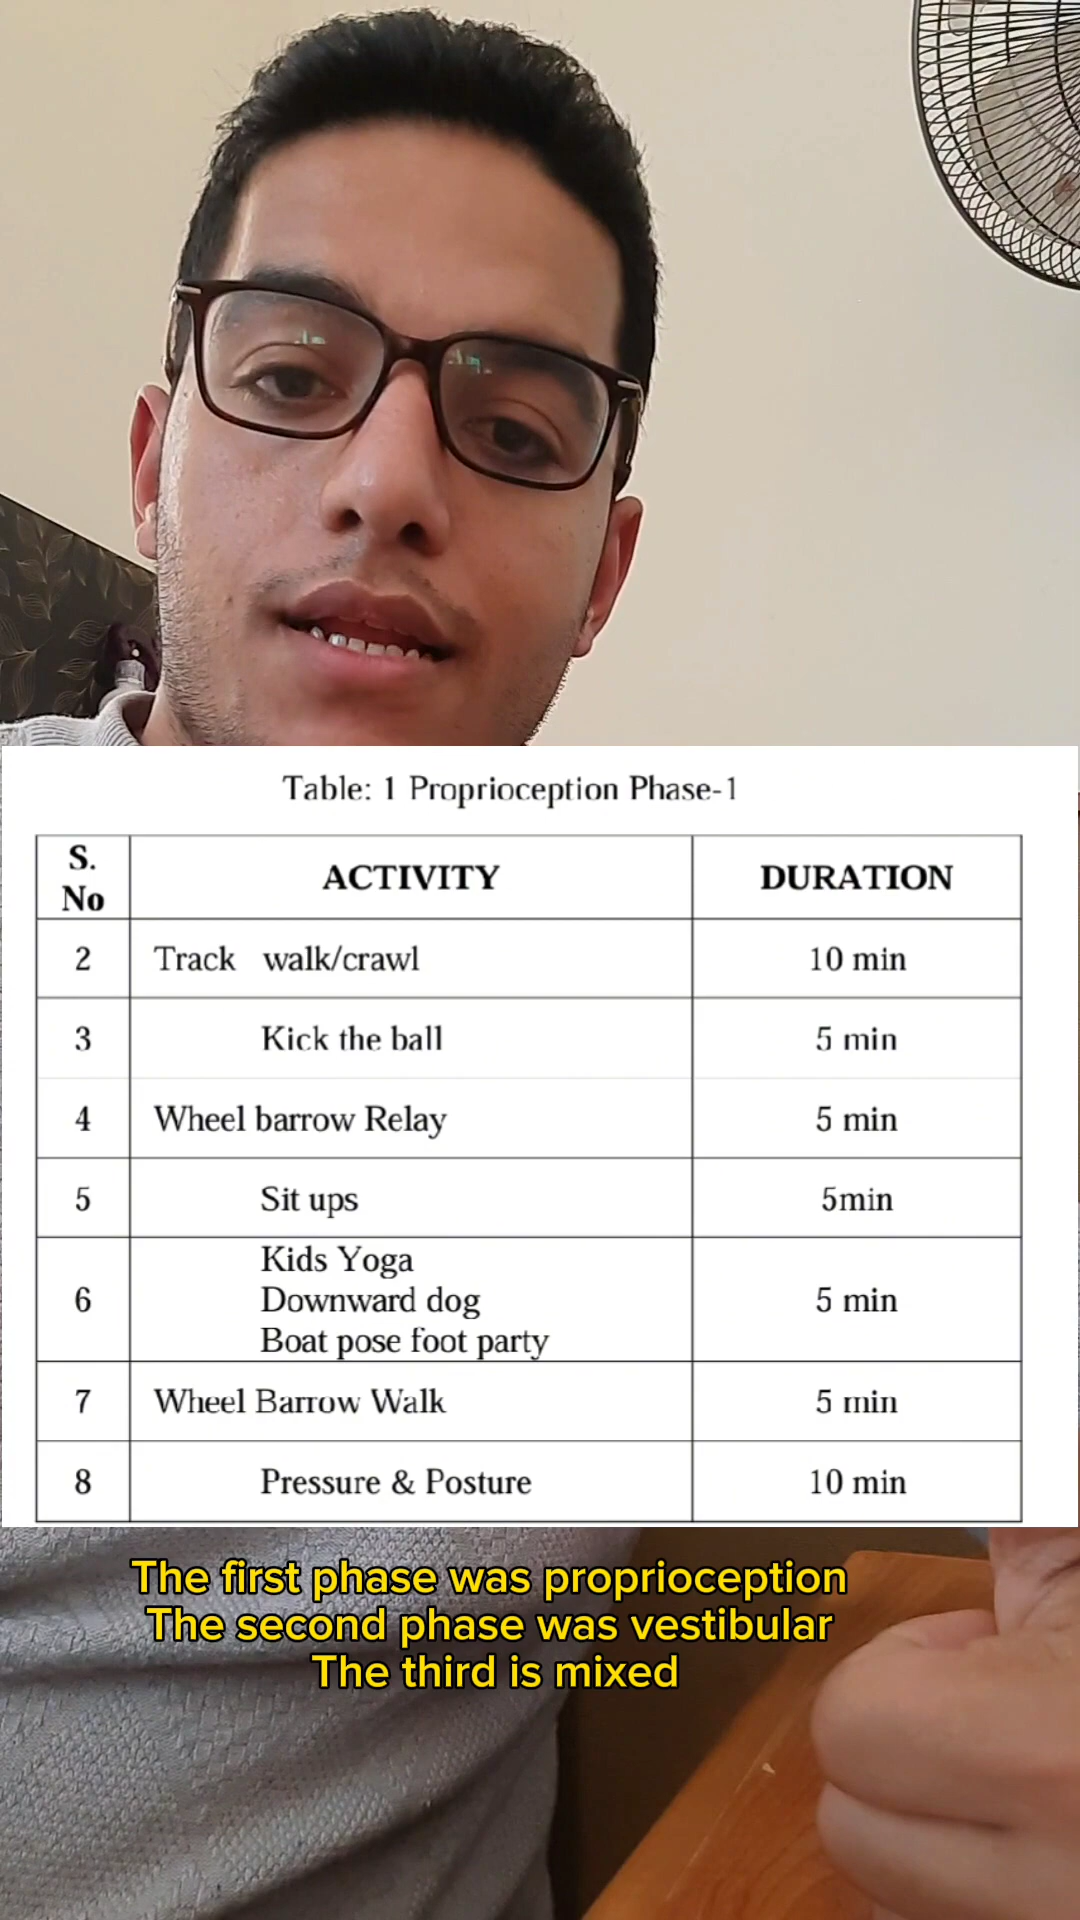 Table: 1 Proprioception Phase-1
S. No ACTIVITY DURATION
2 Track walk/crawl 10 min
3 Kick the ball 5 min
4 Wheel barrow Relay 5 min
5 Sit ups 5min
6 Kids Yoga
Downward dog 5 min
Boat pose foot party
7 Wheel Barrow Walk 5 min
8 Pressure & Posture 10 min
The first phase was proprioception
The second phase was vestibular
The third is mixed